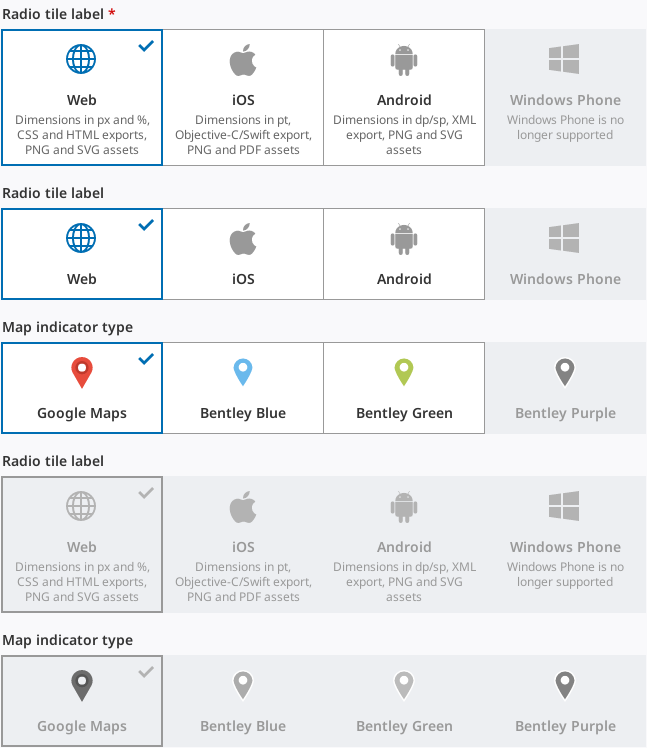 Radio tile label *
Web
Dimensions in px and %,
CSS and HTML exports,
PNG and SVG assets
iOS
Dimensions in pt,
Objective-C/Swift export,
PNG and PDF assets
Android
Dimensions in dp/sp, XML
export, PNG and SVG
assets
Windows Phone
Windows Phone is no
longer supported
Radio tile label
Web
iOS
Android
Windows Phone
Map indicator type
Google Maps
Bentley Blue
Bentley Green
Bentley Purple
Radio tile label
Web
Dimensions in px and %,
CSS and HTML exports,
PNG and SVG assets
iOS
Dimensions in pt,
Objective-C/Swift export,
PNG and PDF assets
Android
Dimensions in dp/sp, XML
export, PNG and SVG
assets
Windows Phone
Windows Phone is no
longer supported
Map indicator type
Google Maps
Bentley Blue
Bentley Green
Bentley Purple